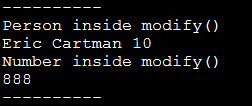 ----------
Person inside modify()
Eric Cartman 10
Number inside modify()
888
----------